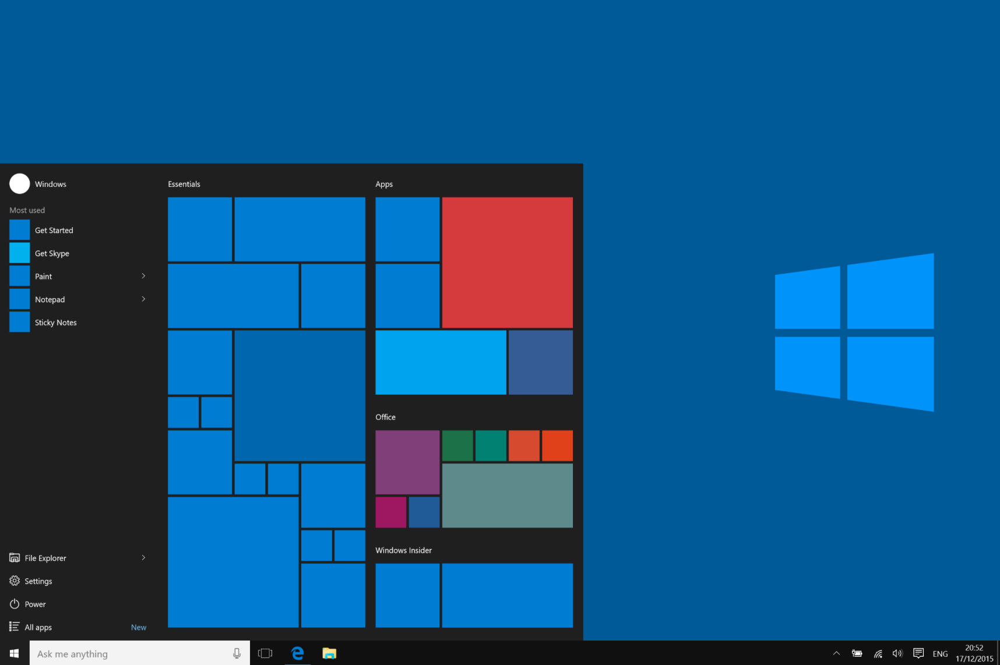 Windows
Most used
Get Started
Get Skype
Paint
Notepad
Sticky Notes
File Explorer
Settings
Power
All apps
New
Essentials
Apps
Office
Windows Insider
Ask me anything
ENG
20:52
17/12/2015